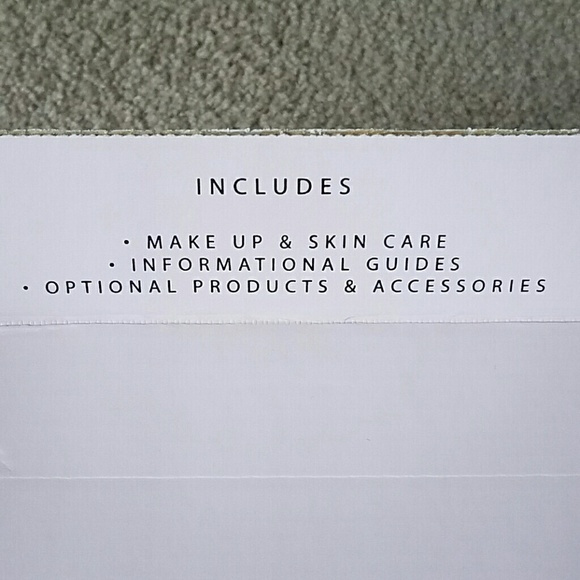 INCLUDES
• MAKE UP & SKIN CARE
• INFORMATIONAL GUIDES
• OPTIONAL PRODUCTS & ACCESSORIES